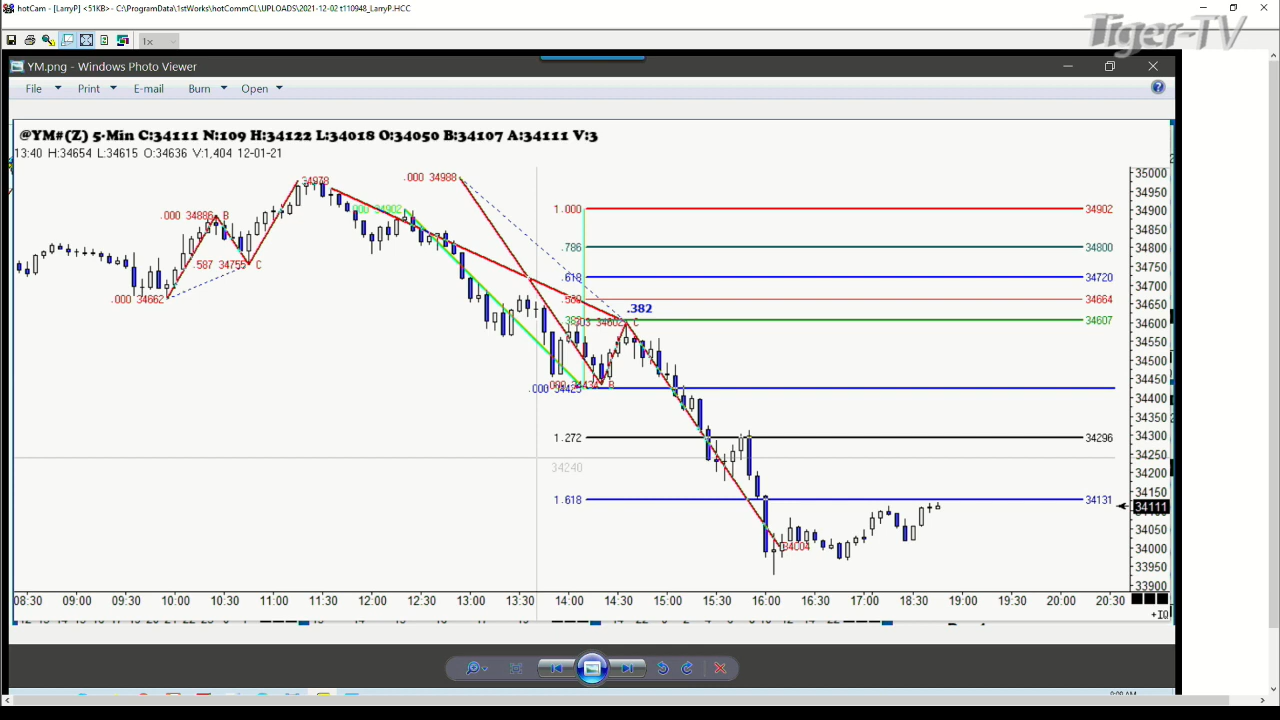 hotCam - [LarryP] <51KB> - C:\ProgramData\1stWorks\hotCommCL\UPLOADS\2021-12-02 t110948_LarryP.HCC
Tiger-TV
1x
YM.png - Windows Photo Viewer
File Print E-mail Burn Open
@YM#(Z) 5-Min C:34111 N:109 H:34122 L:34018 O:34050 B:34107 A:34111 V:3
13:40 H:34654 L:34615 O:34636 V:1,404 12-01-21
35000
34978
.000 34988
34950
1.000 34902
.000 34902
.000 34886 B
34900
34850
.786 34800
34800
.587 34755 C
34750
.618 34720
34700
.000 34662
34664
34650
.382
34607
C
34600
34550
34500
34450
B
.000 34425
34400
34350
1.272 34296
34300
34250
34240
34200
34150
1.618 34131
34111
34050
34004
34000
33950
33900
08:30 09:00 09:30 10:00 10:30 11:00 11:30 12:00 12:30 13:00 13:30 14:00 14:30 15:00 15:30 16:00 16:30 17:00 18:30 19:00 19:30 20:00 20:30
+IQ